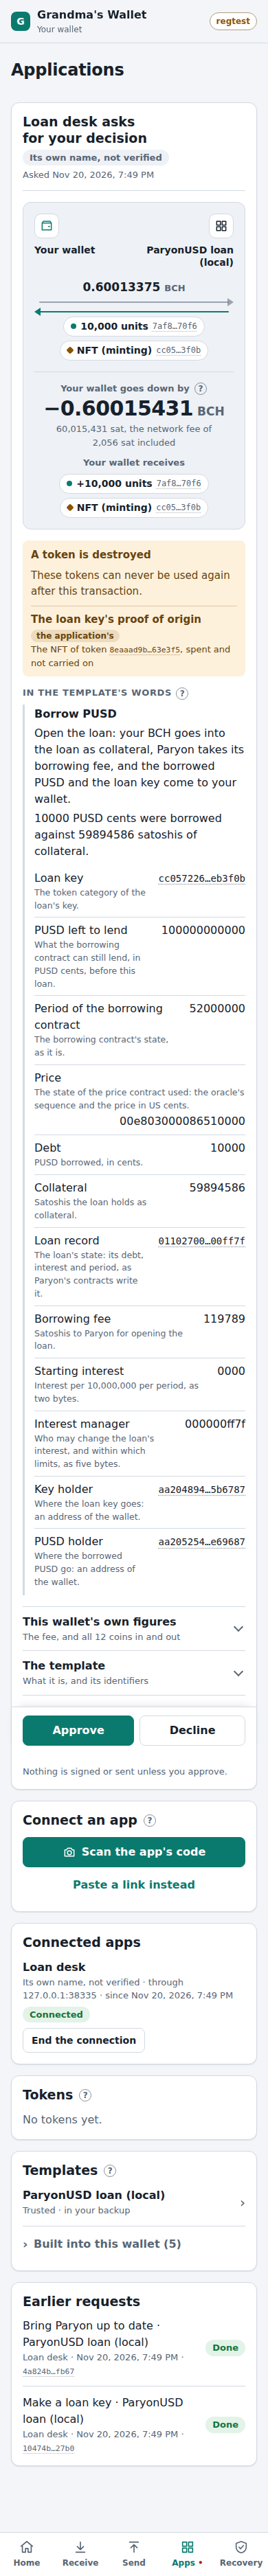 G
Grandma's Wallet
Your wallet
regtest
Applications
Loan desk asks
for your decision
Its own name, not verified
Asked Nov 20, 2026, 7:49 PM
Your wallet
ParyonUSD loan
(local)
0.60013375 BCH
10,000 units 7af8…70f6
NFT (minting) cc05…3f0b
Your wallet goes down by ?
−0.60015431 BCH
60,015,431 sat, the network fee of
2,056 sat included
Your wallet receives
+10,000 units 7af8…70f6
NFT (minting) cc05…3f0b
A token is destroyed
These tokens can never be used again
after this transaction.
The loan key's proof of origin
the application's
The NFT of token 8eaaad9b…63e3f5, spent and
not carried on
IN THE TEMPLATE'S WORDS ?
Borrow PUSD
Open the loan: your BCH goes into
the loan as collateral, Paryon takes its
borrowing fee, and the borrowed
PUSD and the loan key come to your
wallet.
10000 PUSD cents were borrowed
against 59894586 satoshis of
collateral.
Loan key
cc057226…eb3f0b
The token category of the
loan's key.
PUSD left to lend
100000000000
What the borrowing
contract can still lend, in
PUSD cents, before this
loan.
Period of the borrowing
contract
52000000
The borrowing contract's state,
as it is.
Price
The state of the price contract used: the oracle's
sequence and the price in US cents.
00e803000086510000
Debt
10000
PUSD borrowed, in cents.
Collateral
59894586
Satoshis the loan holds as
collateral.
Loan record
01102700…00ff7f
The loan's state: its debt,
interest and period, as
Paryon's contracts write
it.
Borrowing fee
119789
Satoshis to Paryon for opening the
loan.
Starting interest
0000
Interest per 10,000,000 per period, as
two bytes.
Interest manager
000000ff7f
Who may change the loan's
interest, and within which
limits, as five bytes.
Key holder
aa204894…5b6787
Where the loan key goes:
an address of the wallet.
PUSD holder
aa205254…e69687
Where the borrowed
PUSD go: an address of
the wallet.
This wallet's own figures
The fee, and all 12 coins in and out
The template
What it is, and its identifiers
Approve
Decline
Nothing is signed or sent unless you approve.
Connect an app ?
Scan the app's code
Paste a link instead
Connected apps
Loan desk
Its own name, not verified · through
127.0.0.1:38335 · since Nov 20, 2026, 7:49 PM
Connected
End the connection
Tokens ?
No tokens yet.
Templates ?
ParyonUSD loan (local)
Trusted · in your backup
Built into this wallet (5)
Earlier requests
Bring Paryon up to date ·
ParyonUSD loan (local)
Loan desk · Nov 20, 2026, 7:49 PM ·
4a824b…fb67
Done
Make a loan key · ParyonUSD
loan (local)
Loan desk · Nov 20, 2026, 7:49 PM ·
10474b…27b0
Done
Home
Receive
Send
Apps
Recovery